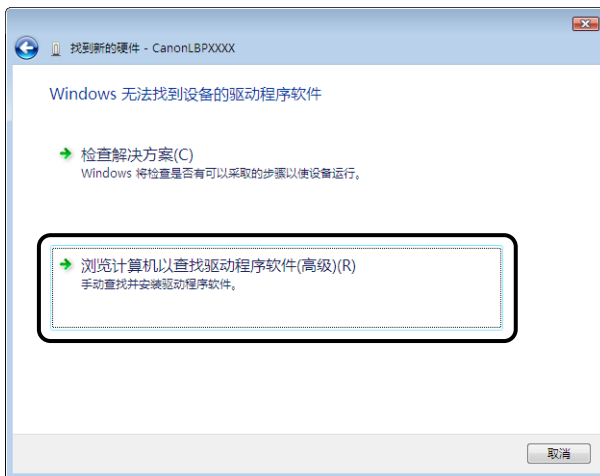 找到新的硬件 - CanonLBPXXXX
Windows 无法找到设备的驱动程序软件
检查解决方案(C)
Windows 将检查是否有可以采取的步骤以使设备运行。
浏览计算机以查找驱动程序软件(高级)(R)
手动查找并安装驱动程序软件。
取消